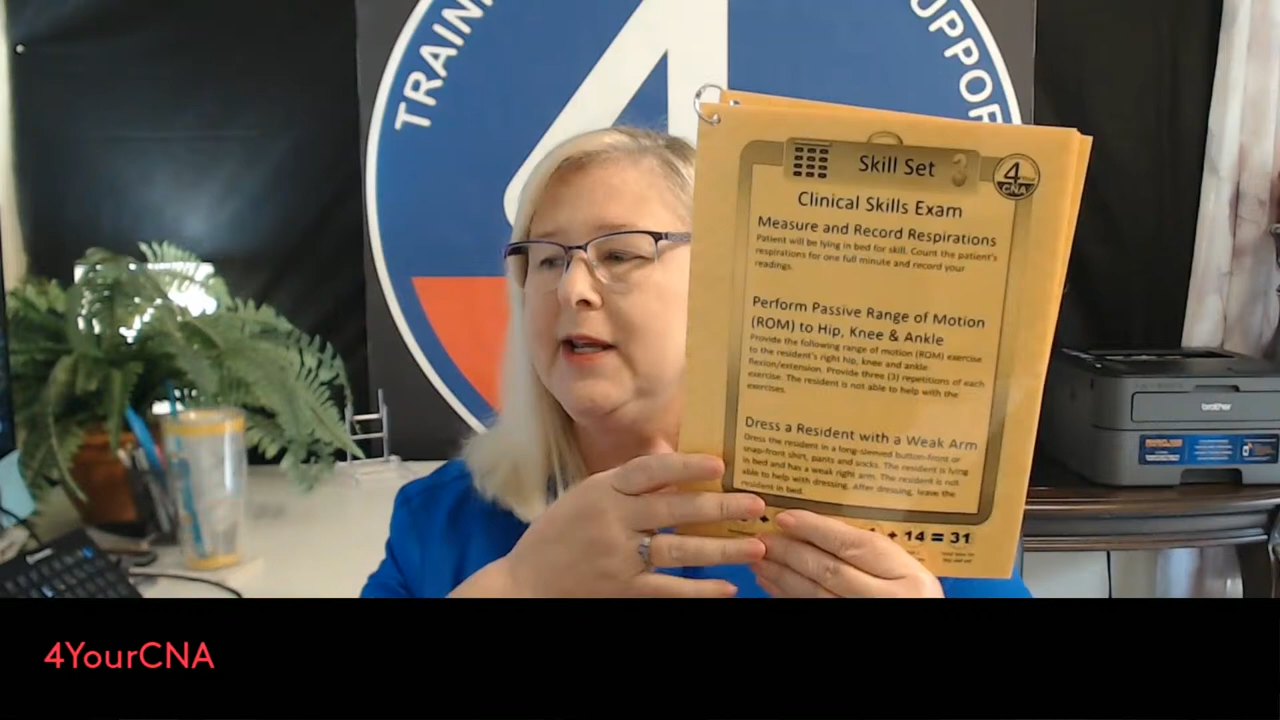 TRAINI
SUPPOR
4
Skill Set 3
4
CNA
Clinical Skills Exam
Measure and Record Respirations
Patient will be lying in bed for skill. Count the patient's
respirations for one full minute and record your
readings.
Perform Passive Range of Motion
(ROM) to Hip, Knee & Ankle
Provide the following range of motion (ROM) exercise
to the resident's right hip, knee and ankle
flexion/extension. Provide three (3) repetitions of each
exercise. The resident is not able to help with the
exercises.
Dress a Resident with a Weak Arm
Dress the resident in a long-sleeved button-front or
snap-front shirt, pants and socks. The resident is lying
in bed and has a weak right arm. The resident is not
able to help with dressing. After dressing, leave the
resident in bed.
+ 14 = 31
brother
4YourCNA